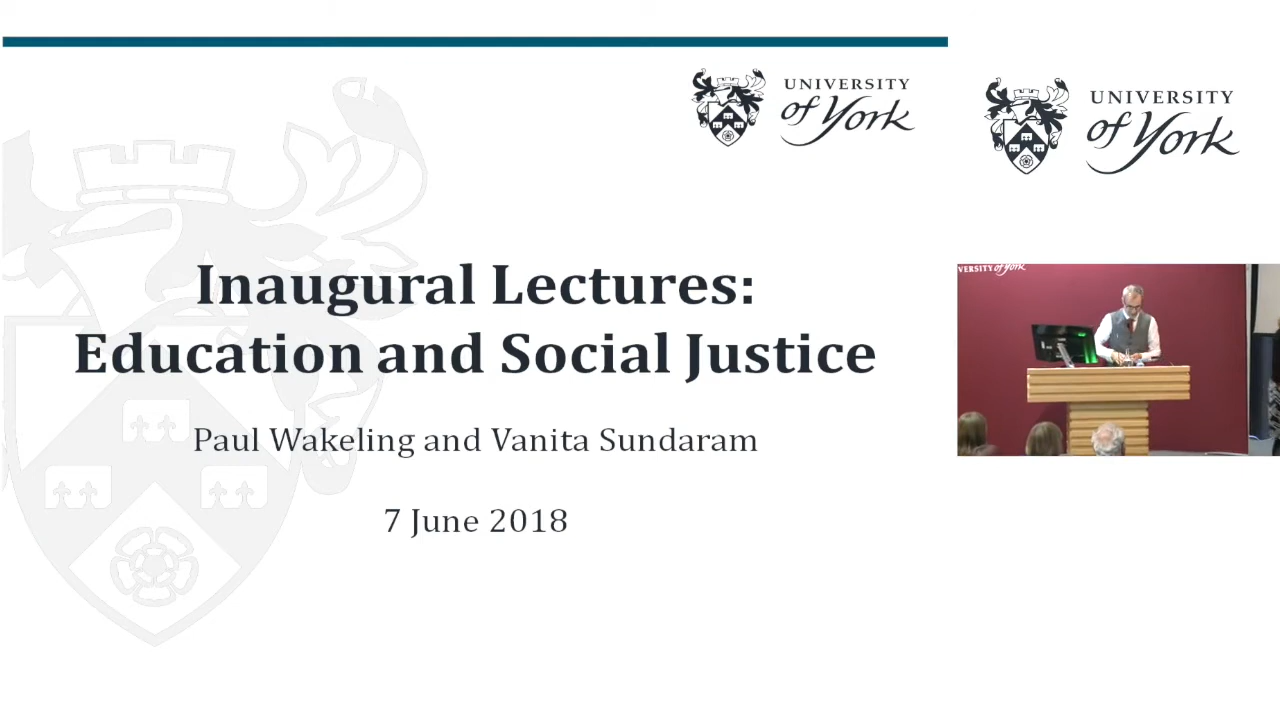 UNIVERSITY
of York
UNIVERSITY
of York
Inaugural Lectures:
Education and Social Justice
Paul Wakeling and Vanita Sundaram
7 June 2018
VERSITY of York